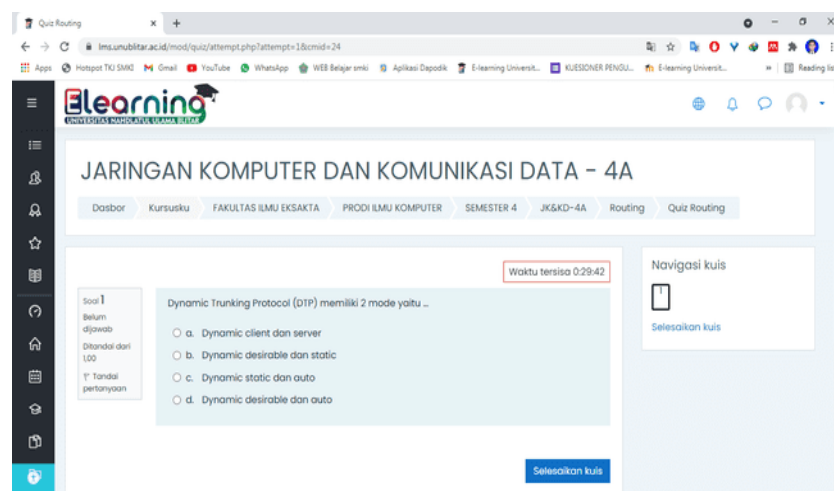 Quiz Routing
lms.unublitar.ac.id/mod/quiz/attempt.php?attempt=1&cmid=24
Apps Hotspot TKJ SMKI Gmail YouTube WhatsApp WEB Belajar smki Aplikasi Dapodik E-learning Universit... KUESIONER PENGU... E-learning Universit... » Reading list
Elearning
UNIVERSITAS NAHDLATUL ULAMA BLITAR
JARINGAN KOMPUTER DAN KOMUNIKASI DATA - 4A
Dasbor Kursusku FAKULTAS ILMU EKSAKTA PRODI ILMU KOMPUTER SEMESTER 4 JK&KD-4A Routing Quiz Routing
Waktu tersisa 0:29:42
Soal 1
Belum
dijawab
Ditandai dari
1,00
Tandai
pertanyaan
Dynamic Trunking Protocol (DTP) memiliki 2 mode yaitu ...
a. Dynamic client dan server
b. Dynamic desirable dan static
c. Dynamic static dan auto
d. Dynamic desirable dan auto
Selesaikan kuis
Navigasi kuis
1
Selesaikan kuis